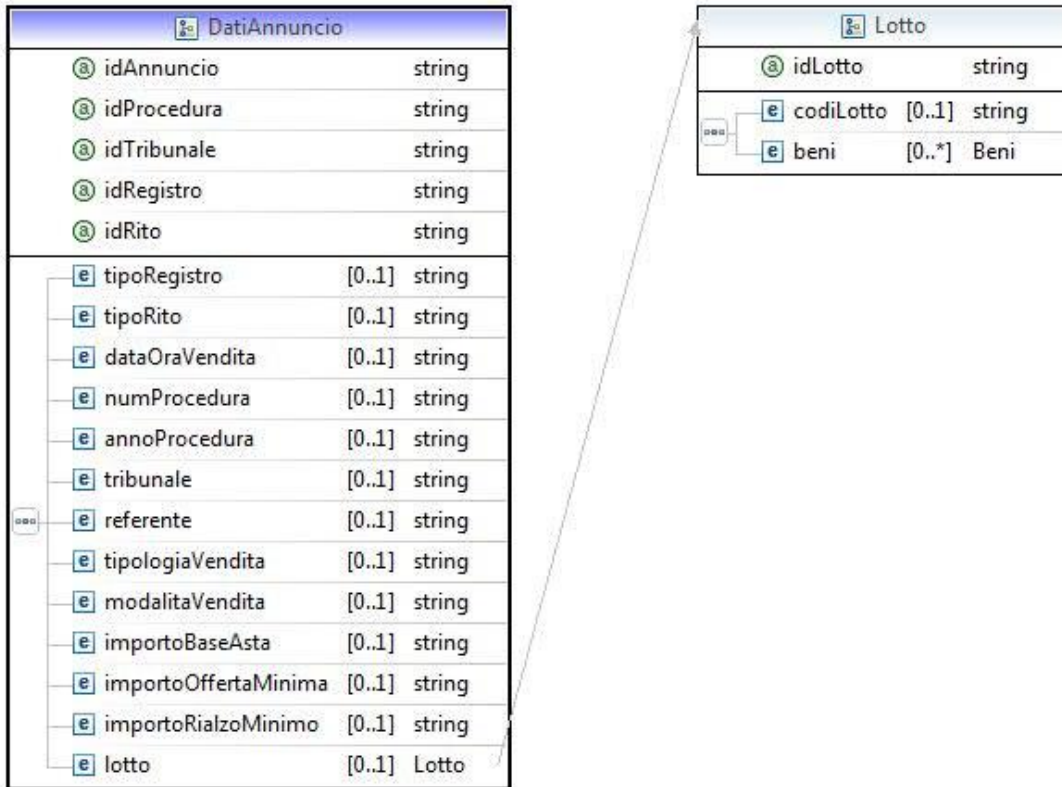 DatiAnnuncio
a idAnnuncio string
a idProcedura string
a idTribunale string
a idRegistro string
a idRito string
e tipoRegistro [0..1] string
e tipoRito [0..1] string
e dataOraVendita [0..1] string
e numProcedura [0..1] string
e annoProcedura [0..1] string
e tribunale [0..1] string
e referente [0..1] string
e tipologiaVendita [0..1] string
e modalitaVendita [0..1] string
e importoBaseAsta [0..1] string
e importoOffertaMinima [0..1] string
e importoRialzoMinimo [0..1] string
e lotto [0..1] Lotto
Lotto
a idLotto string
e codiLotto [0..1] string
e beni [0..*] Beni